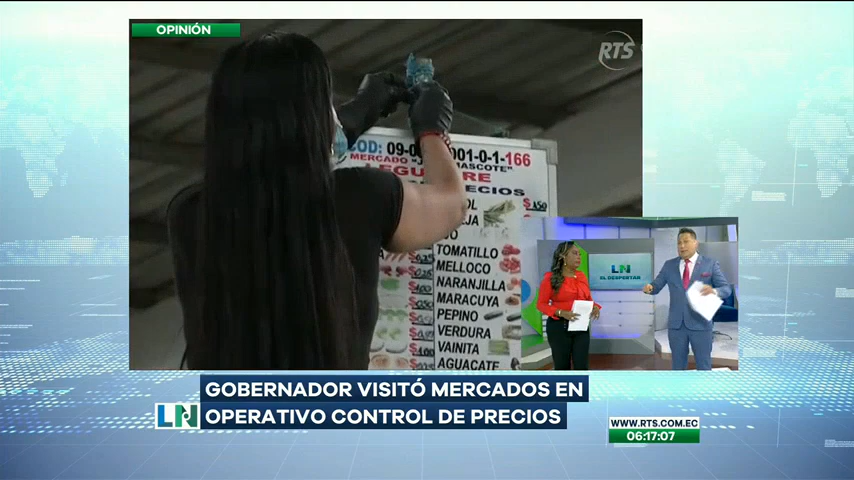 OPINIÓN
RTS
COD: 09-0 001-0-1-166
MERCADO "J MASCOTE"
PRECIOS
$ 1.50
TOMATILLO
MELLOCO
NARANJILLA
MARACUYA
PEPINO
VERDURA
VAINITA
AGUACATE
LN
EL DESPERTAR
GOBERNADOR VISITÓ MERCADOS EN
LN OPERATIVO CONTROL DE PRECIOS
WWW.RTS.COM.EC
06:17:07